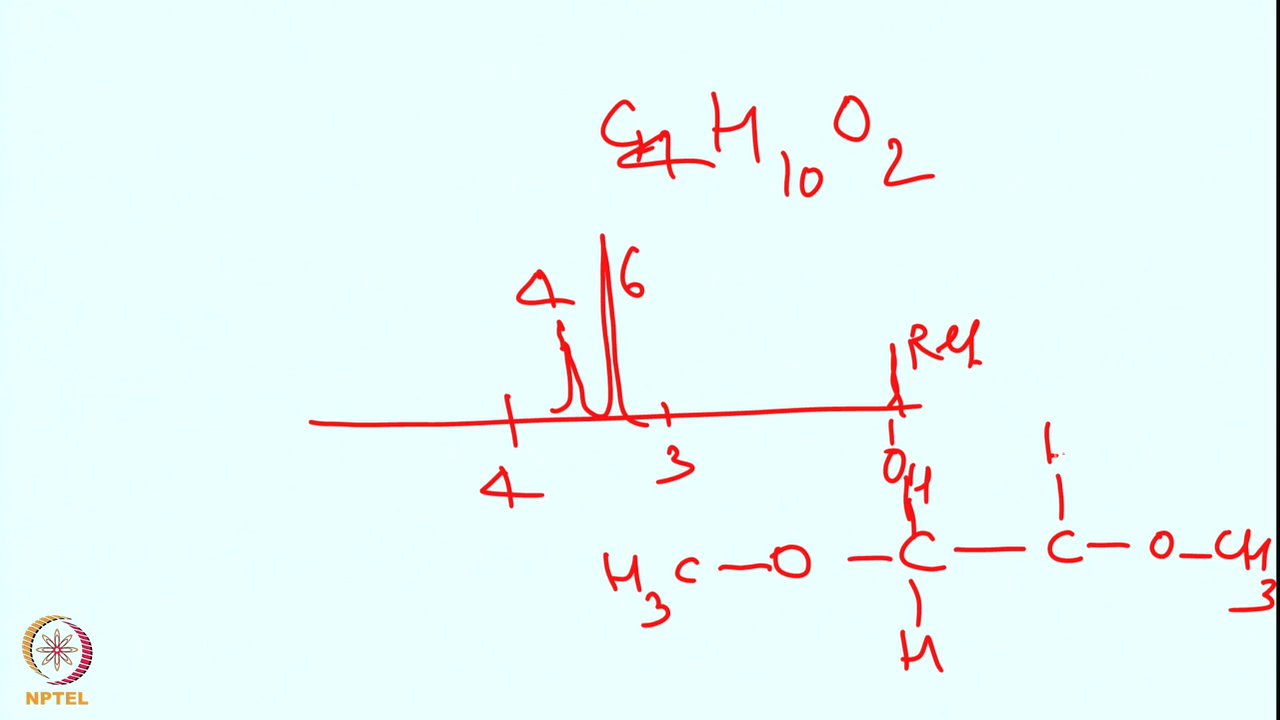 C4H10O2
4 6
Ref
4 3 0
H H
H3C—O—C—C—O—CH3
H
NPTEL